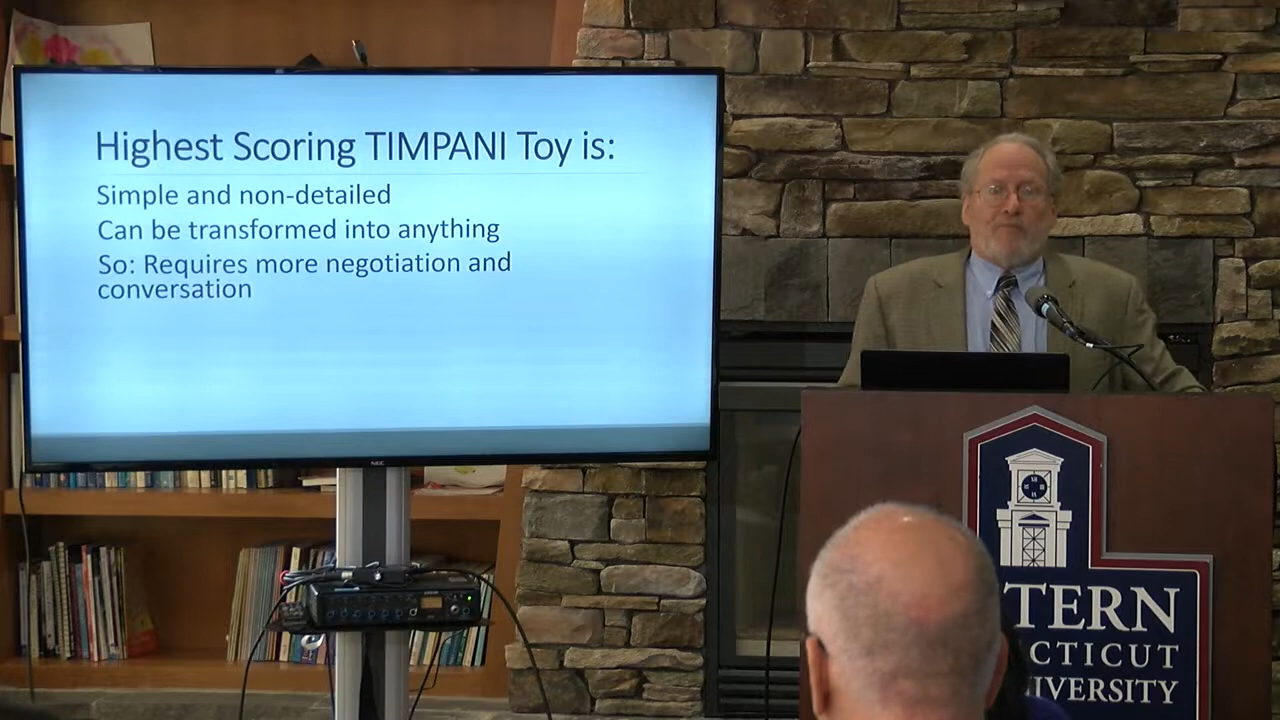 Highest Scoring TIMPANI Toy is:
Simple and non-detailed
Can be transformed into anything
So: Requires more negotiation and
conversation
NEC
TERN
CTICUT
IVERSITY